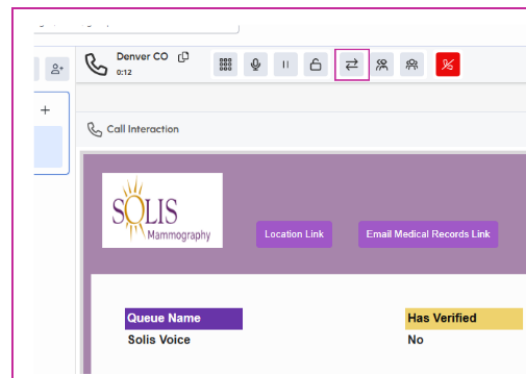 Denver CO
0:12
Call Interaction
SOLIS
Mammography
Location Link
Email Medical Records Link
Queue Name
Has Verified
Solis Voice
No